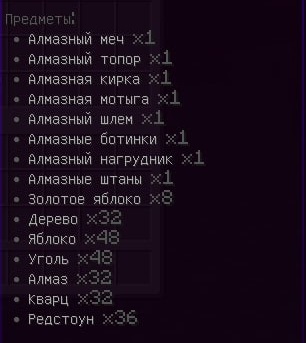 Предметы:
• Алмазный меч x1
• Алмазный топор x1
• Алмазная кирка x1
• Алмазная мотыга x1
• Алмазный шлем x1
• Алмазные ботинки x1
• Алмазный нагрудник x1
• Алмазные штаны x1
• Золотое яблоко x8
• Дерево x32
• Яблоко x48
• Уголь x48
• Алмаз x32
• Кварц x32
• Редстоун x36